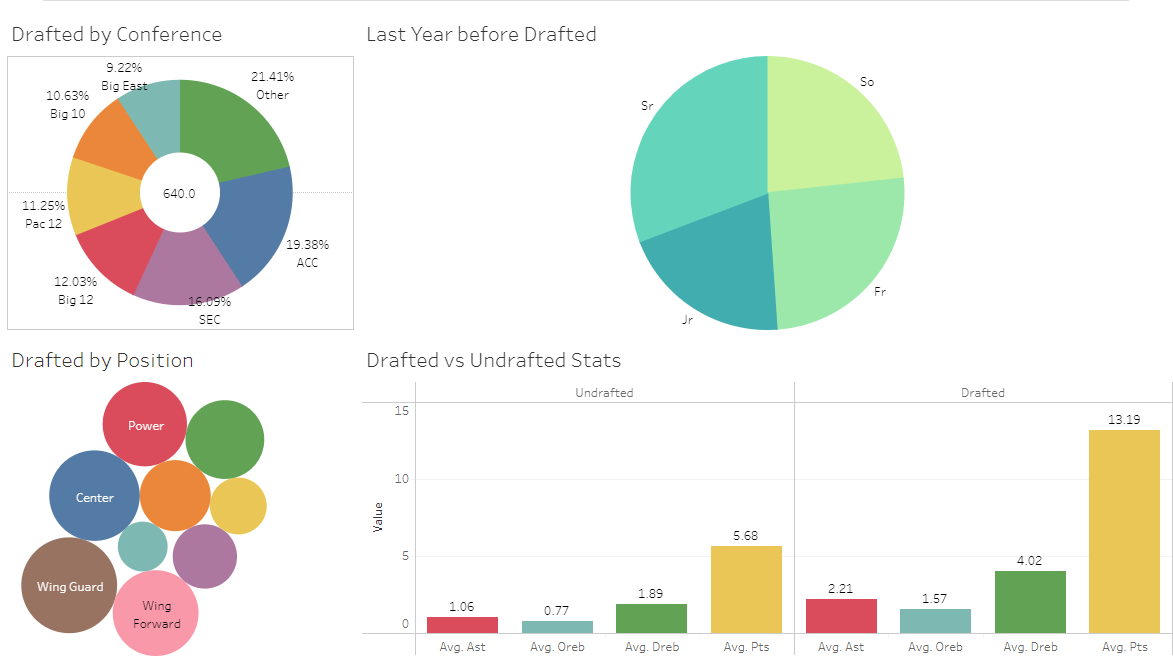 Drafted by Conference
9.22%
Big East
21.41%
Other
10.63%
Big 10
640.0
11.25%
Pac 12
19.38%
ACC
12.03%
Big 12
16.09%
SEC
Last Year before Drafted
So
Sr
Fr
Jr
Drafted by Position
Power
Center
Wing Guard
Wing
Forward
Drafted vs Undrafted Stats
Undrafted
Drafted
Value
15
10
5
0
1.06
0.77
1.89
5.68
2.21
1.57
4.02
13.19
Avg. Ast
Avg. Oreb
Avg. Dreb
Avg. Pts
Avg. Ast
Avg. Oreb
Avg. Dreb
Avg. Pts